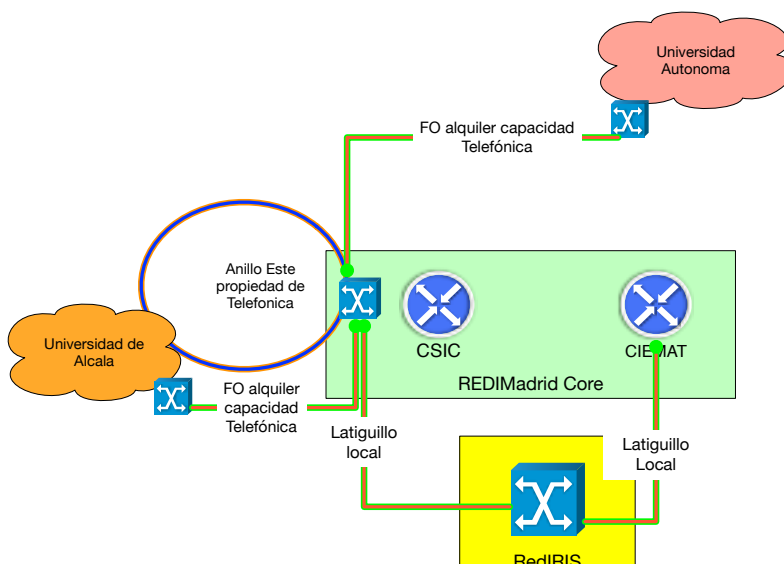 Universidad
Autonoma
FO alquiler capacidad
Telefónica
Anillo Este
propiedad de
Telefonica
Universidad de
Alcala
CSIC
CIEMAT
REDIMadrid Core
FO alquiler
capacidad
Telefónica
Latiguillo
local
Latiguillo
Local
RedIRIS